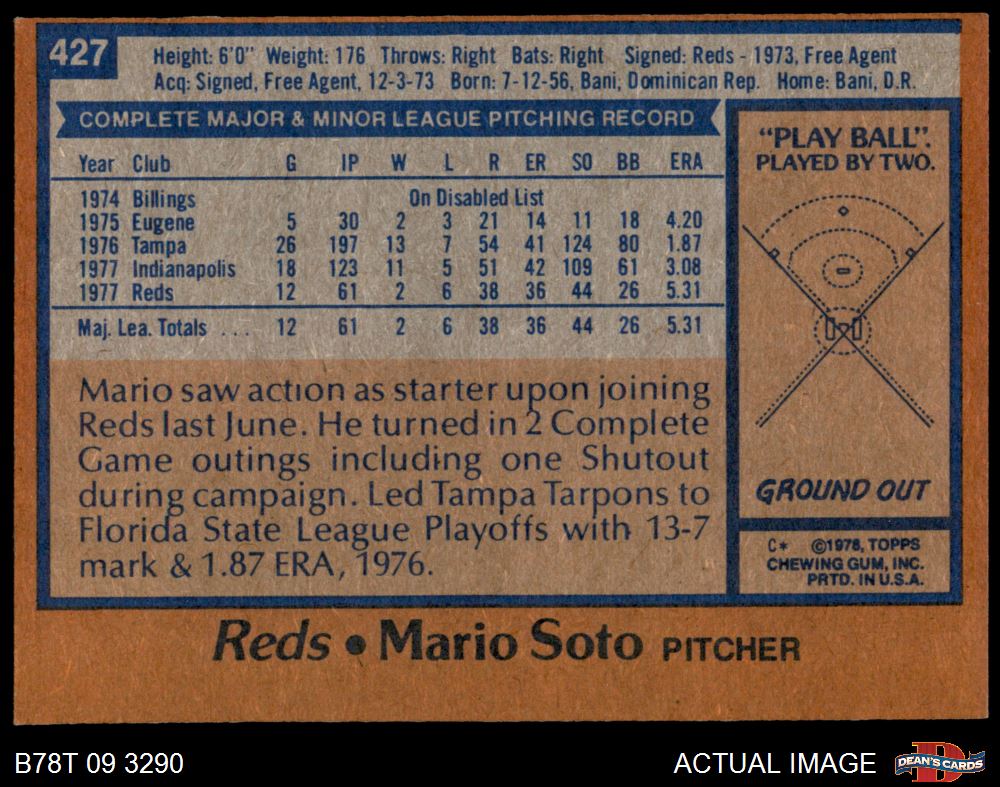 427
Height: 6'0" Weight: 176 Throws: Right Bats: Right Signed: Reds - 1973, Free Agent
Acq: Signed, Free Agent, 12-3-73 Born: 7-12-56, Bani, Dominican Rep. Home: Bani, D.R.
COMPLETE MAJOR & MINOR LEAGUE PITCHING RECORD
Year Club G IP W L R ER SO BB ERA
1974 Billings On Disabled List
1975 Eugene 5 30 2 3 21 14 11 18 4.20
1976 Tampa 26 197 13 7 54 41 124 80 1.87
1977 Indianapolis 18 123 11 5 51 42 109 61 3.08
1977 Reds 12 61 2 6 38 36 44 26 5.31
Maj. Lea. Totals . . . 12 61 2 6 38 36 44 26 5.31
Mario saw action as starter upon joining
Reds last June. He turned in 2 Complete
Game outings including one Shutout
during campaign. Led Tampa Tarpons to
Florida State League Playoffs with 13-7
mark & 1.87 ERA, 1976.
"PLAY BALL".
PLAYED BY TWO.
GROUND OUT
C* ©1978, TOPPS
CHEWING GUM, INC.
PRTD. IN U.S.A.
Reds • Mario Soto PITCHER
B78T 09 3290
ACTUAL IMAGE
D
DEAN'S CARDS